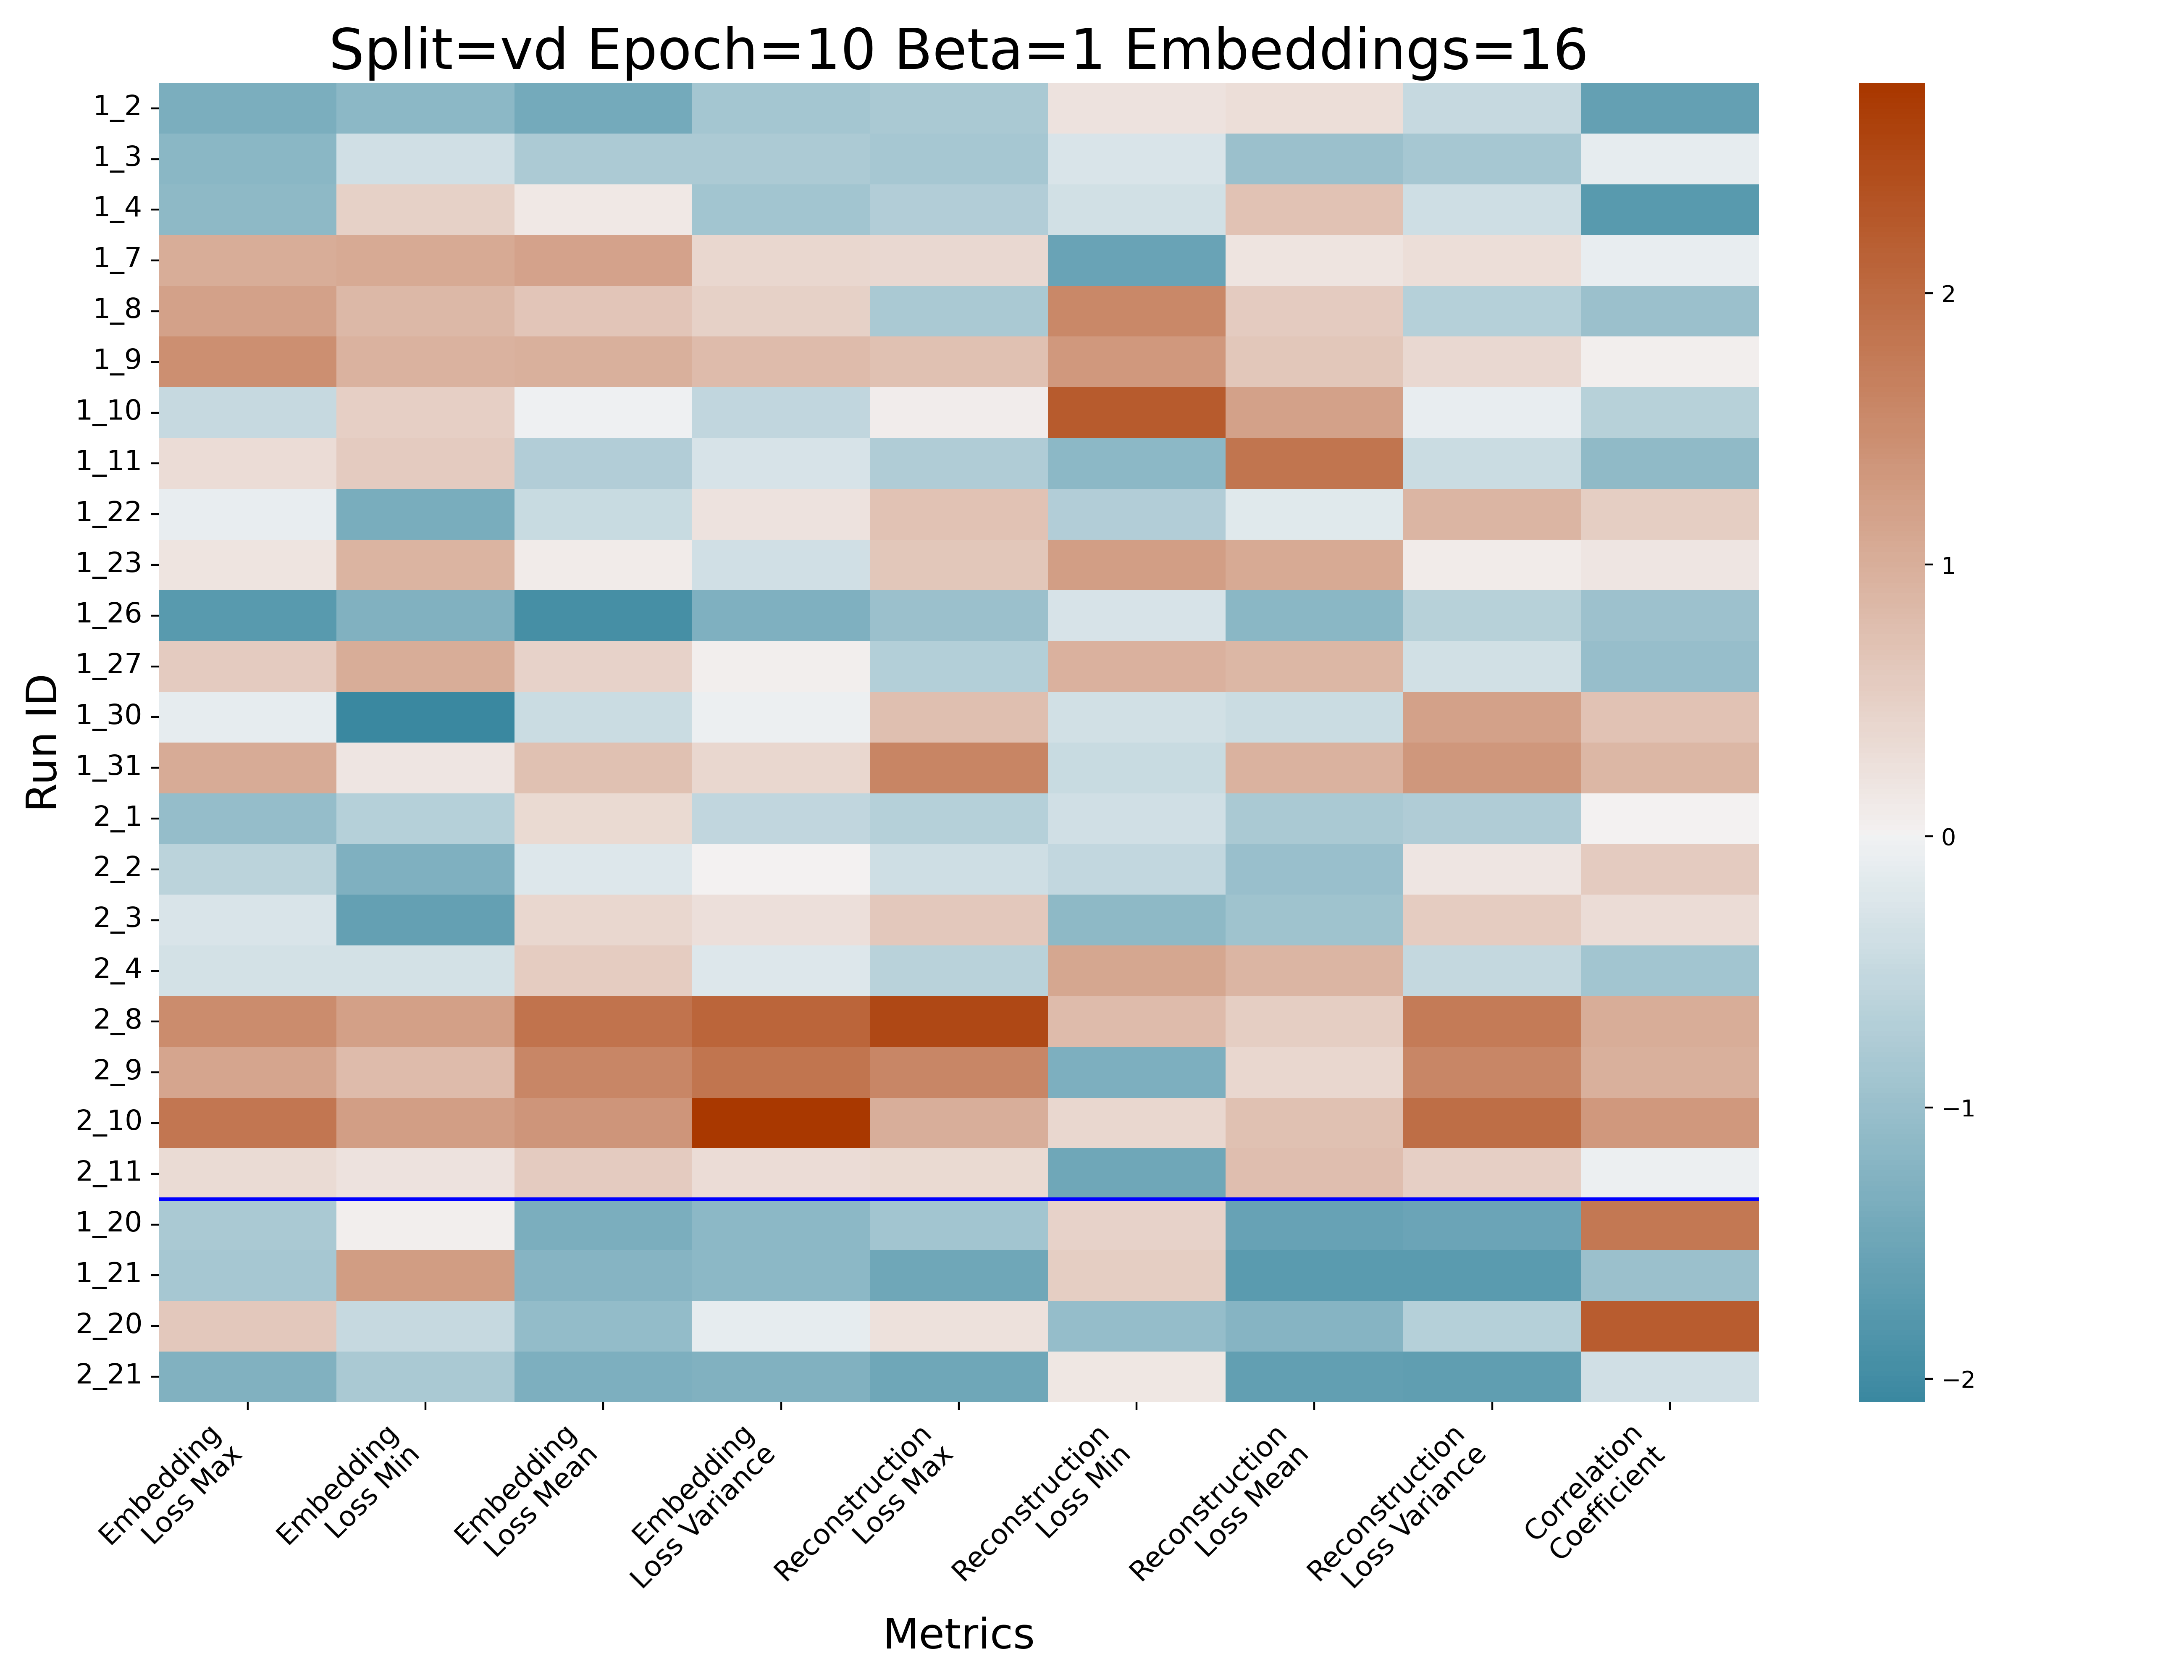 Split=vd Epoch=10 Beta=1 Embeddings=16
Run ID
1_2
1_3
1_4
1_7
1_8
1_9
1_10
1_11
1_22
1_23
1_26
1_27
1_30
1_31
2_1
2_2
2_3
2_4
2_8
2_9
2_10
2_11
1_20
1_21
2_20
2_21
2
1
0
−1
−2
Embedding
Loss Max
Embedding
Loss Min
Embedding
Loss Mean
Embedding
Loss Variance
Reconstruction
Loss Max
Reconstruction
Loss Min
Reconstruction
Loss Mean
Reconstruction
Loss Variance
Correlation
Coefficient
Metrics